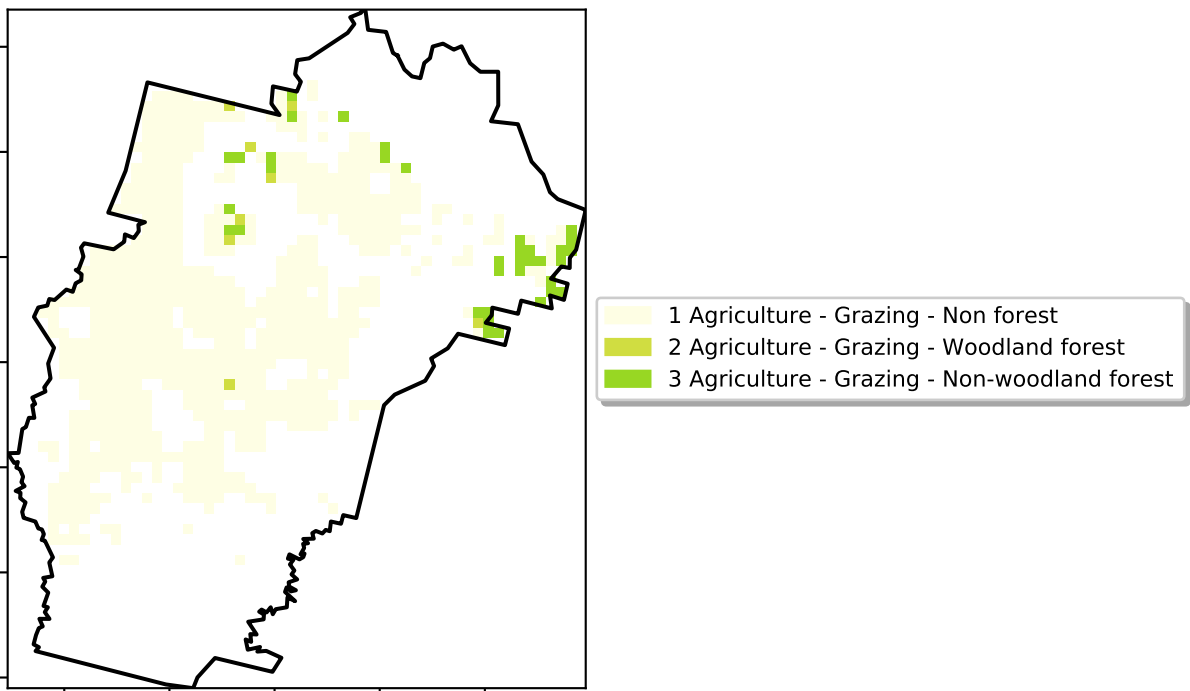 1 Agriculture - Grazing - Non forest
2 Agriculture - Grazing - Woodland forest
3 Agriculture - Grazing - Non-woodland forest